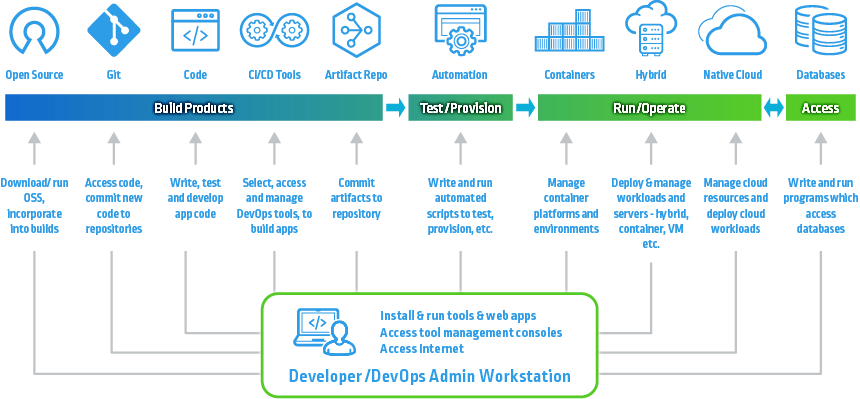 Open Source
Git
Code
CI/CD Tools
Artifact Repo
Automation
Containers
Hybrid
Native Cloud
Databases
Build Products
Test/Provision
Run/Operate
Access
Download/ run
OSS,
incorporate
into builds
Access code,
commit new
code to
repositories
Write, test
and develop
app code
Select, access
and manage
DevOps tools, to
build apps
Commit
artifacts to
repository
Write and run
automated
scripts to test,
provision, etc.
Manage
container
platforms and
environments
Deploy & manage
workloads and
servers - hybrid,
container, VM
etc.
Manage cloud
resources and
deploy cloud
workloads
Write and run
programs which
access
databases
Install & run tools & web apps
Access tool management consoles
Access Internet
Developer/DevOps Admin Workstation